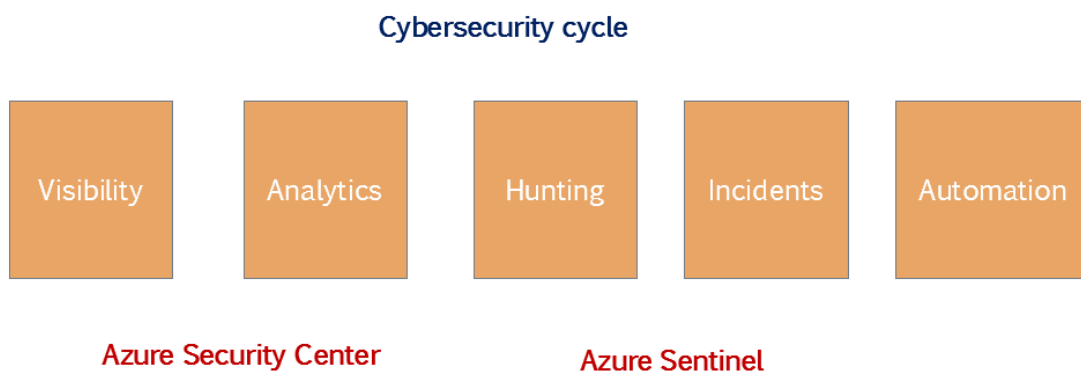 Cybersecurity cycle
Visibility
Analytics
Hunting
Incidents
Automation
Azure Security Center
Azure Sentinel